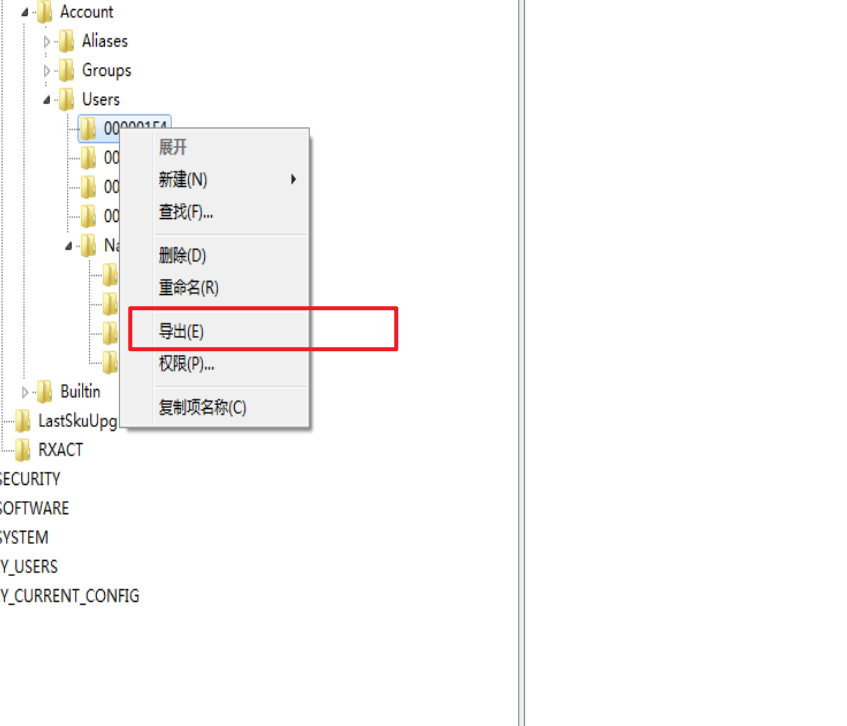 Account
Aliases
Groups
Users
000001F4
展开
00
新建(N)
00
查找(F)...
00
Na
删除(D)
重命名(R)
导出(E)
权限(P)...
Builtin
复制项名称(C)
LastSkuUpg
RXACT
SECURITY
SOFTWARE
SYSTEM
Y_USERS
Y_CURRENT_CONFIG